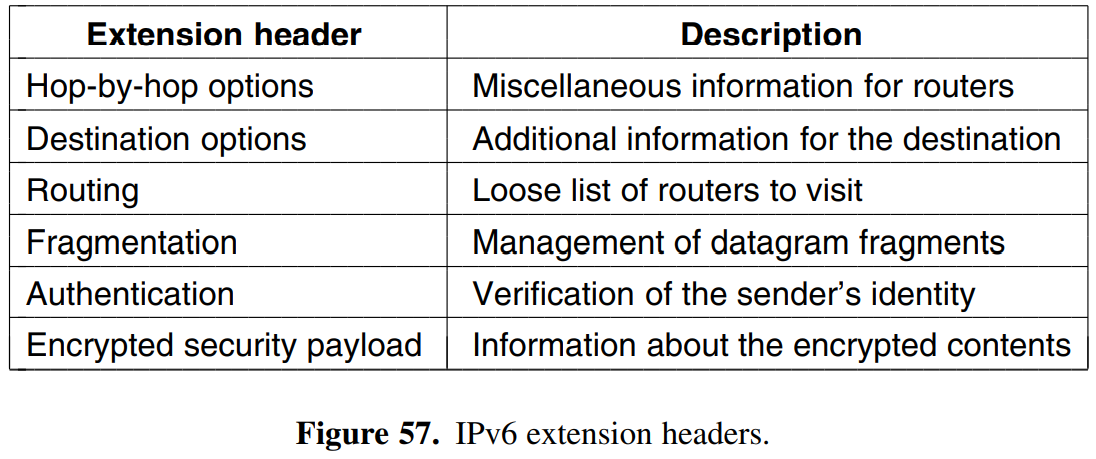 Extension header Description
Hop-by-hop options Miscellaneous information for routers
Destination options Additional information for the destination
Routing Loose list of routers to visit
Fragmentation Management of datagram fragments
Authentication Verification of the sender's identity
Encrypted security payload Information about the encrypted contents
Figure 57. IPv6 extension headers.